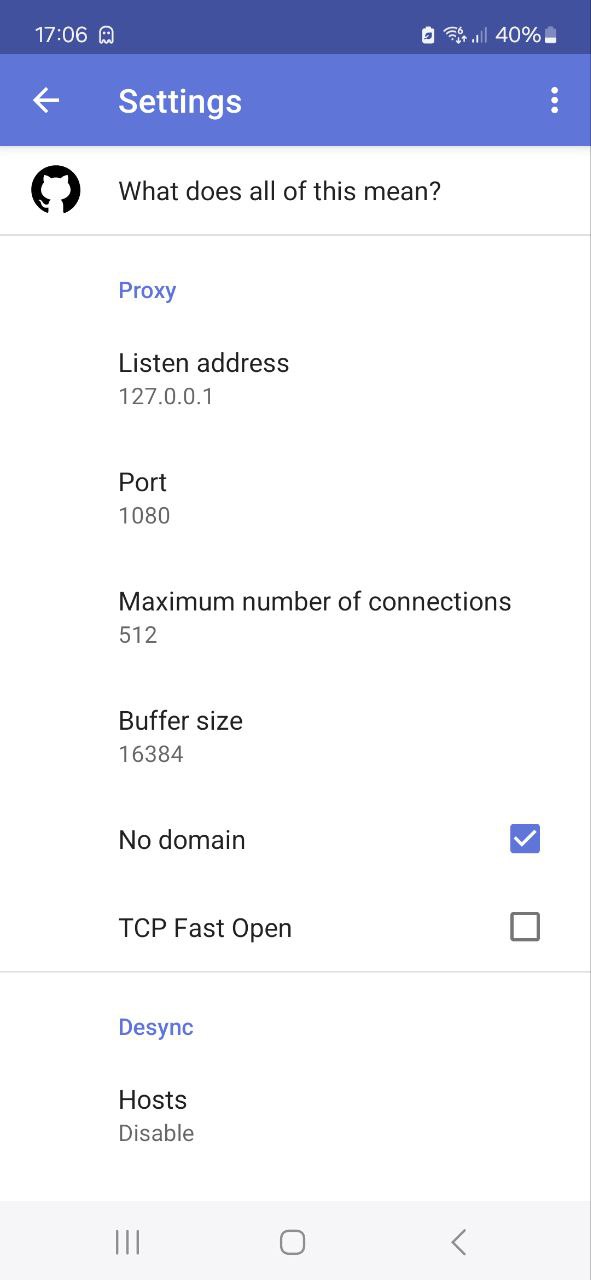 17:06
40%
Settings
What does all of this mean?
Proxy
Listen address
127.0.0.1
Port
1080
Maximum number of connections
512
Buffer size
16384
No domain
TCP Fast Open
Desync
Hosts
Disable